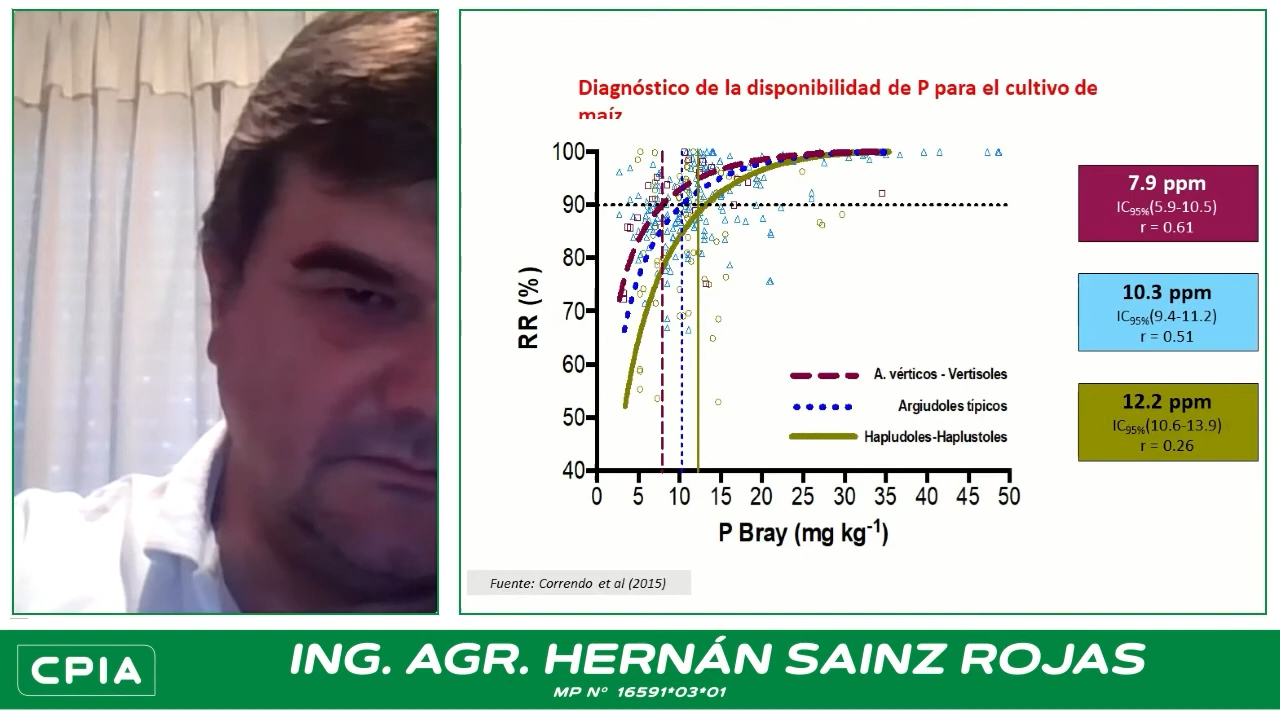 Diagnóstico de la disponibilidad de P para el cultivo de
maíz
RR (%)
100
90
80
70
60
50
40
0 5 10 15 20 25 30 35 40 45 50
P Bray (mg kg⁻¹)
A. vérticos - Vertisoles
Argiudoles típicos
Hapludoles-Haplustoles
7.9 ppm
IC95%(5.9-10.5)
r = 0.61
10.3 ppm
IC95%(9.4-11.2)
r = 0.51
12.2 ppm
IC95%(10.6-13.9)
r = 0.26
Fuente: Correndo et al (2015)
CPIA
ING. AGR. HERNÁN SAINZ ROJAS
MP Nº 16591*03*01